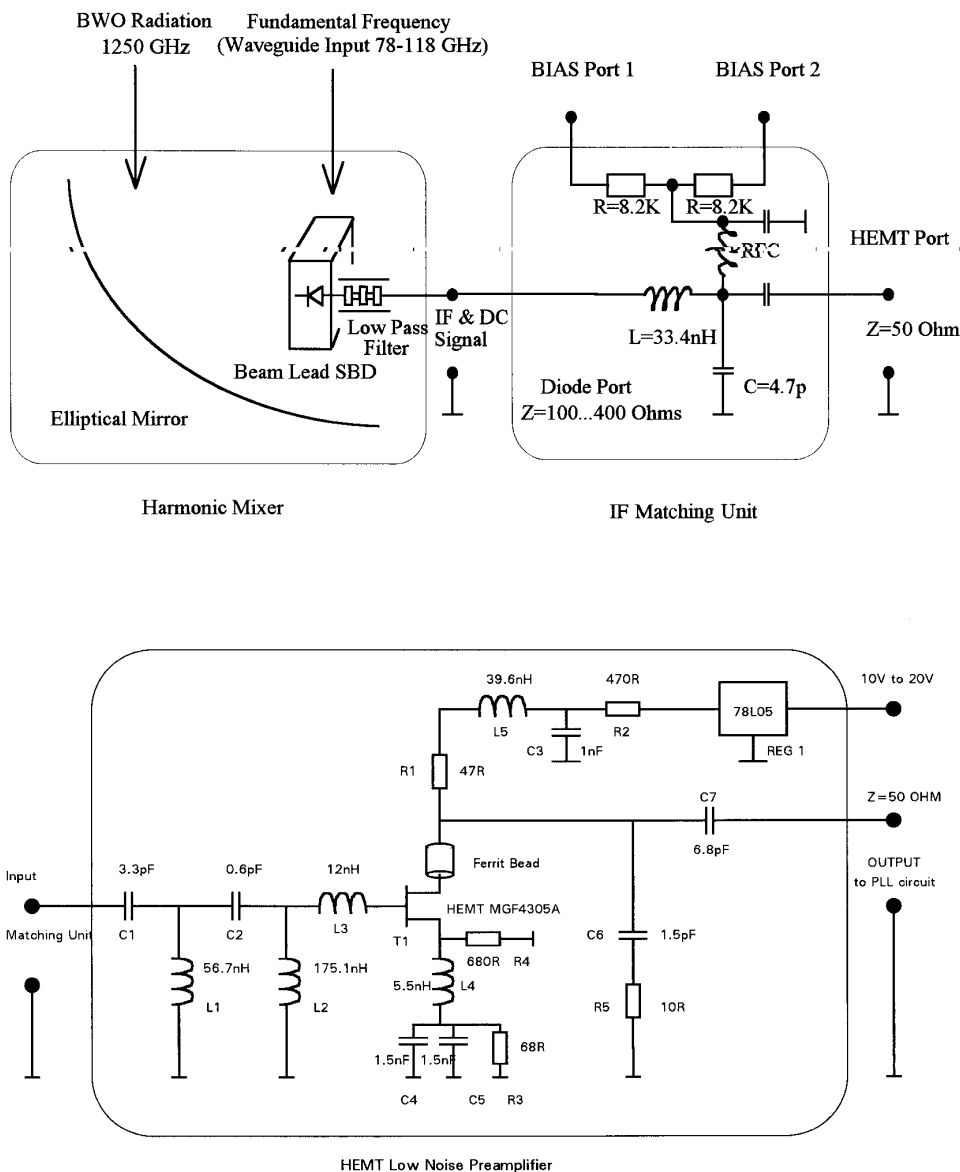 BWO Radiation
1250 GHz
Fundamental Frequency
(Waveguide Input 78-118 GHz)
BIAS Port 1
BIAS Port 2
R=8.2K
R=8.2K
RFC
HEMT Port
IF & DC
Signal
Low Pass
Filter
L=33.4nH
Z=50 Ohm
Beam Lead SBD
Diode Port
Z=100...400 Ohms
C=4.7p
Elliptical Mirror
Harmonic Mixer
IF Matching Unit
39.6nH
L5
470R
R2
78L05
REG 1
10V to 20V
C3
1nF
R1
47R
C7
6.8pF
Z=50 OHM
Ferrit Bead
OUTPUT
to PLL circuit
Input
Matching Unit
3.3pF
C1
0.6pF
C2
12nH
L3
HEMT MGF4305A
T1
680R
R4
56.7nH
L1
175.1nH
L2
5.5nH
L4
C6
1.5pF
R5
10R
1.5nF
1.5nF
68R
C4
C5
R3
HEMT Low Noise Preamplifier